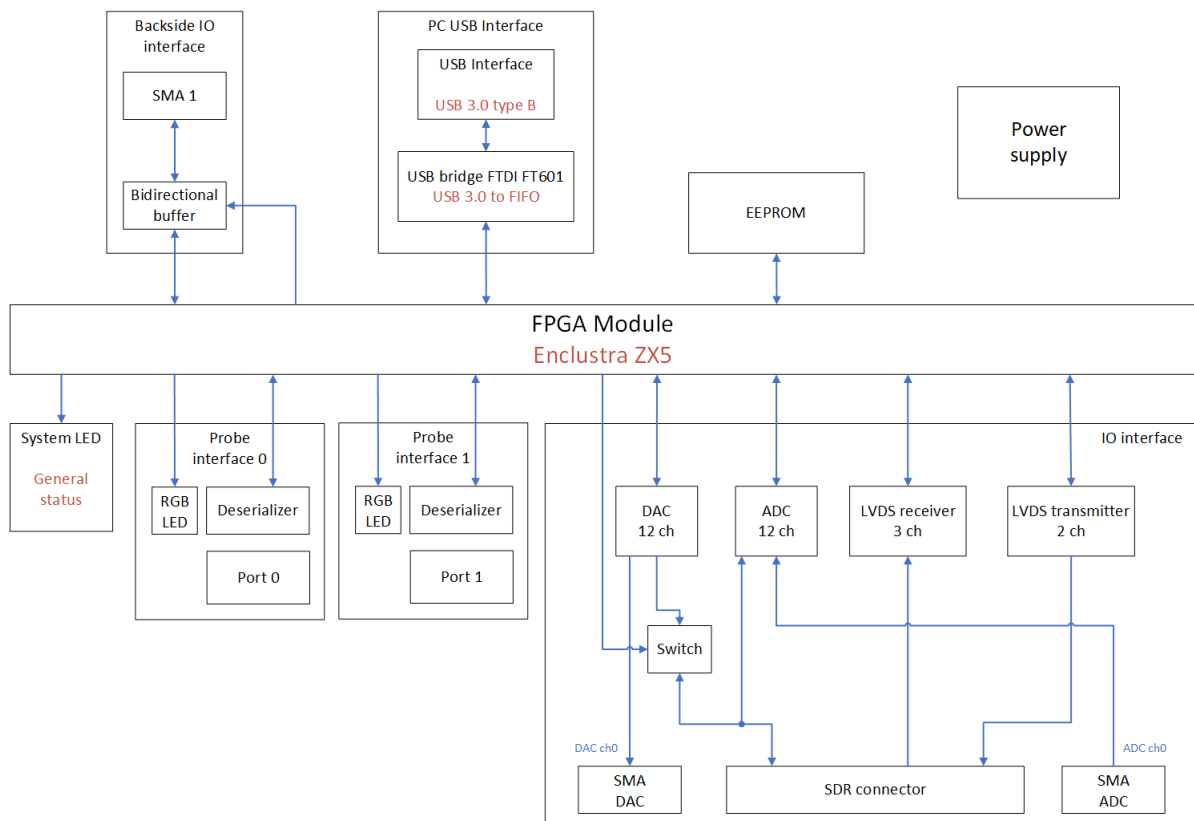 Backside IO
interface
SMA 1
Bidirectional
buffer
PC USB Interface
USB Interface
USB 3.0 type B
USB bridge FTDI FT601
USB 3.0 to FIFO
EEPROM
Power
supply
FPGA Module
Enclustra ZX5
System LED
General
status
Probe
interface 0
RGB
LED
Deserializer
Port 0
Probe
interface 1
RGB
LED
Deserializer
Port 1
IO interface
DAC
12 ch
ADC
12 ch
LVDS receiver
3 ch
LVDS transmitter
2 ch
Switch
DAC ch0
ADC ch0
SMA
DAC
SDR connector
SMA
ADC